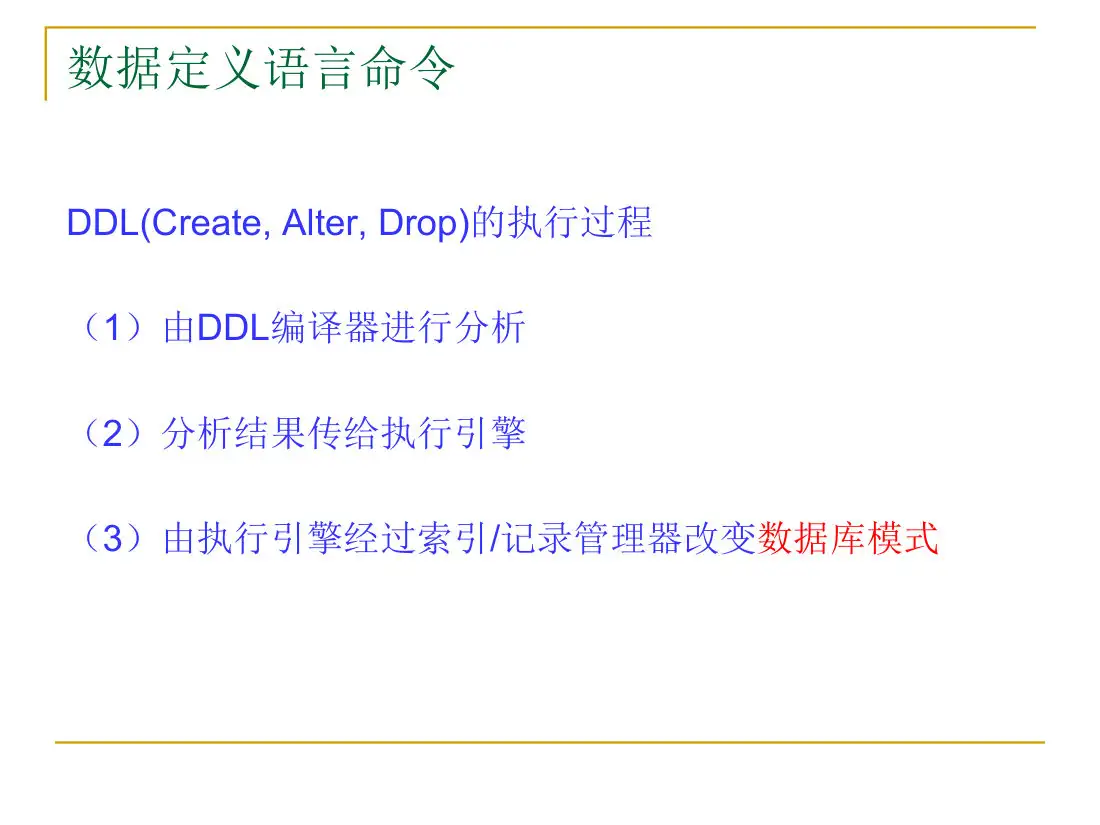 数据定义语言命令
DDL(Create, Alter, Drop)的执行过程
（1）由DDL编译器进行分析
（2）分析结果传给执行引擎
（3）由执行引擎经过索引/记录管理器改变数据库模式